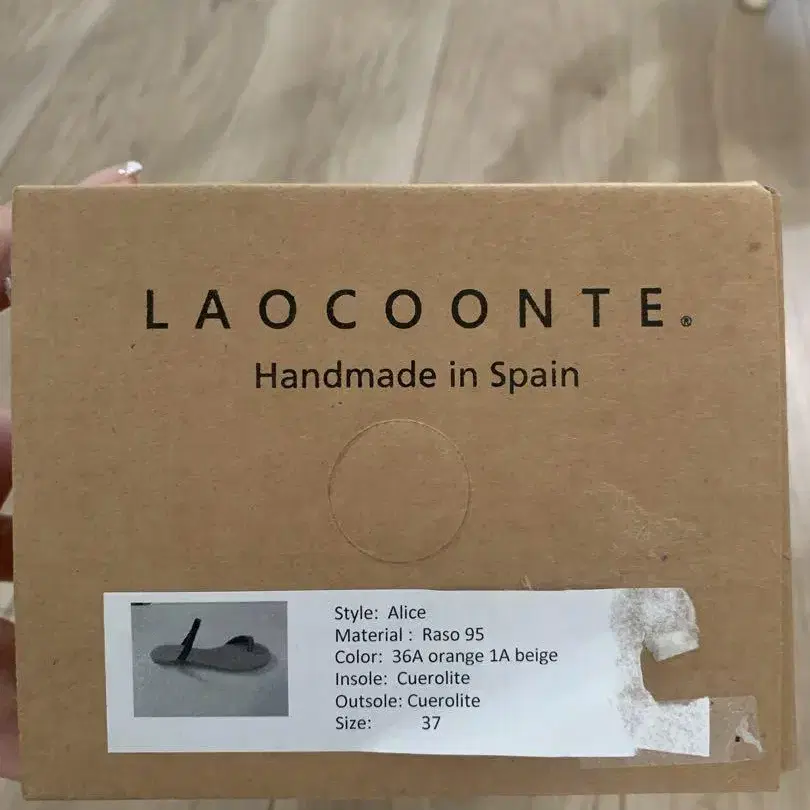 LAOCOONTE®
Handmade in Spain
Style: Alice
Material : Raso 95
Color: 36A orange 1A beige
Insole: Cuerolite
Outsole: Cuerolite
Size: 37